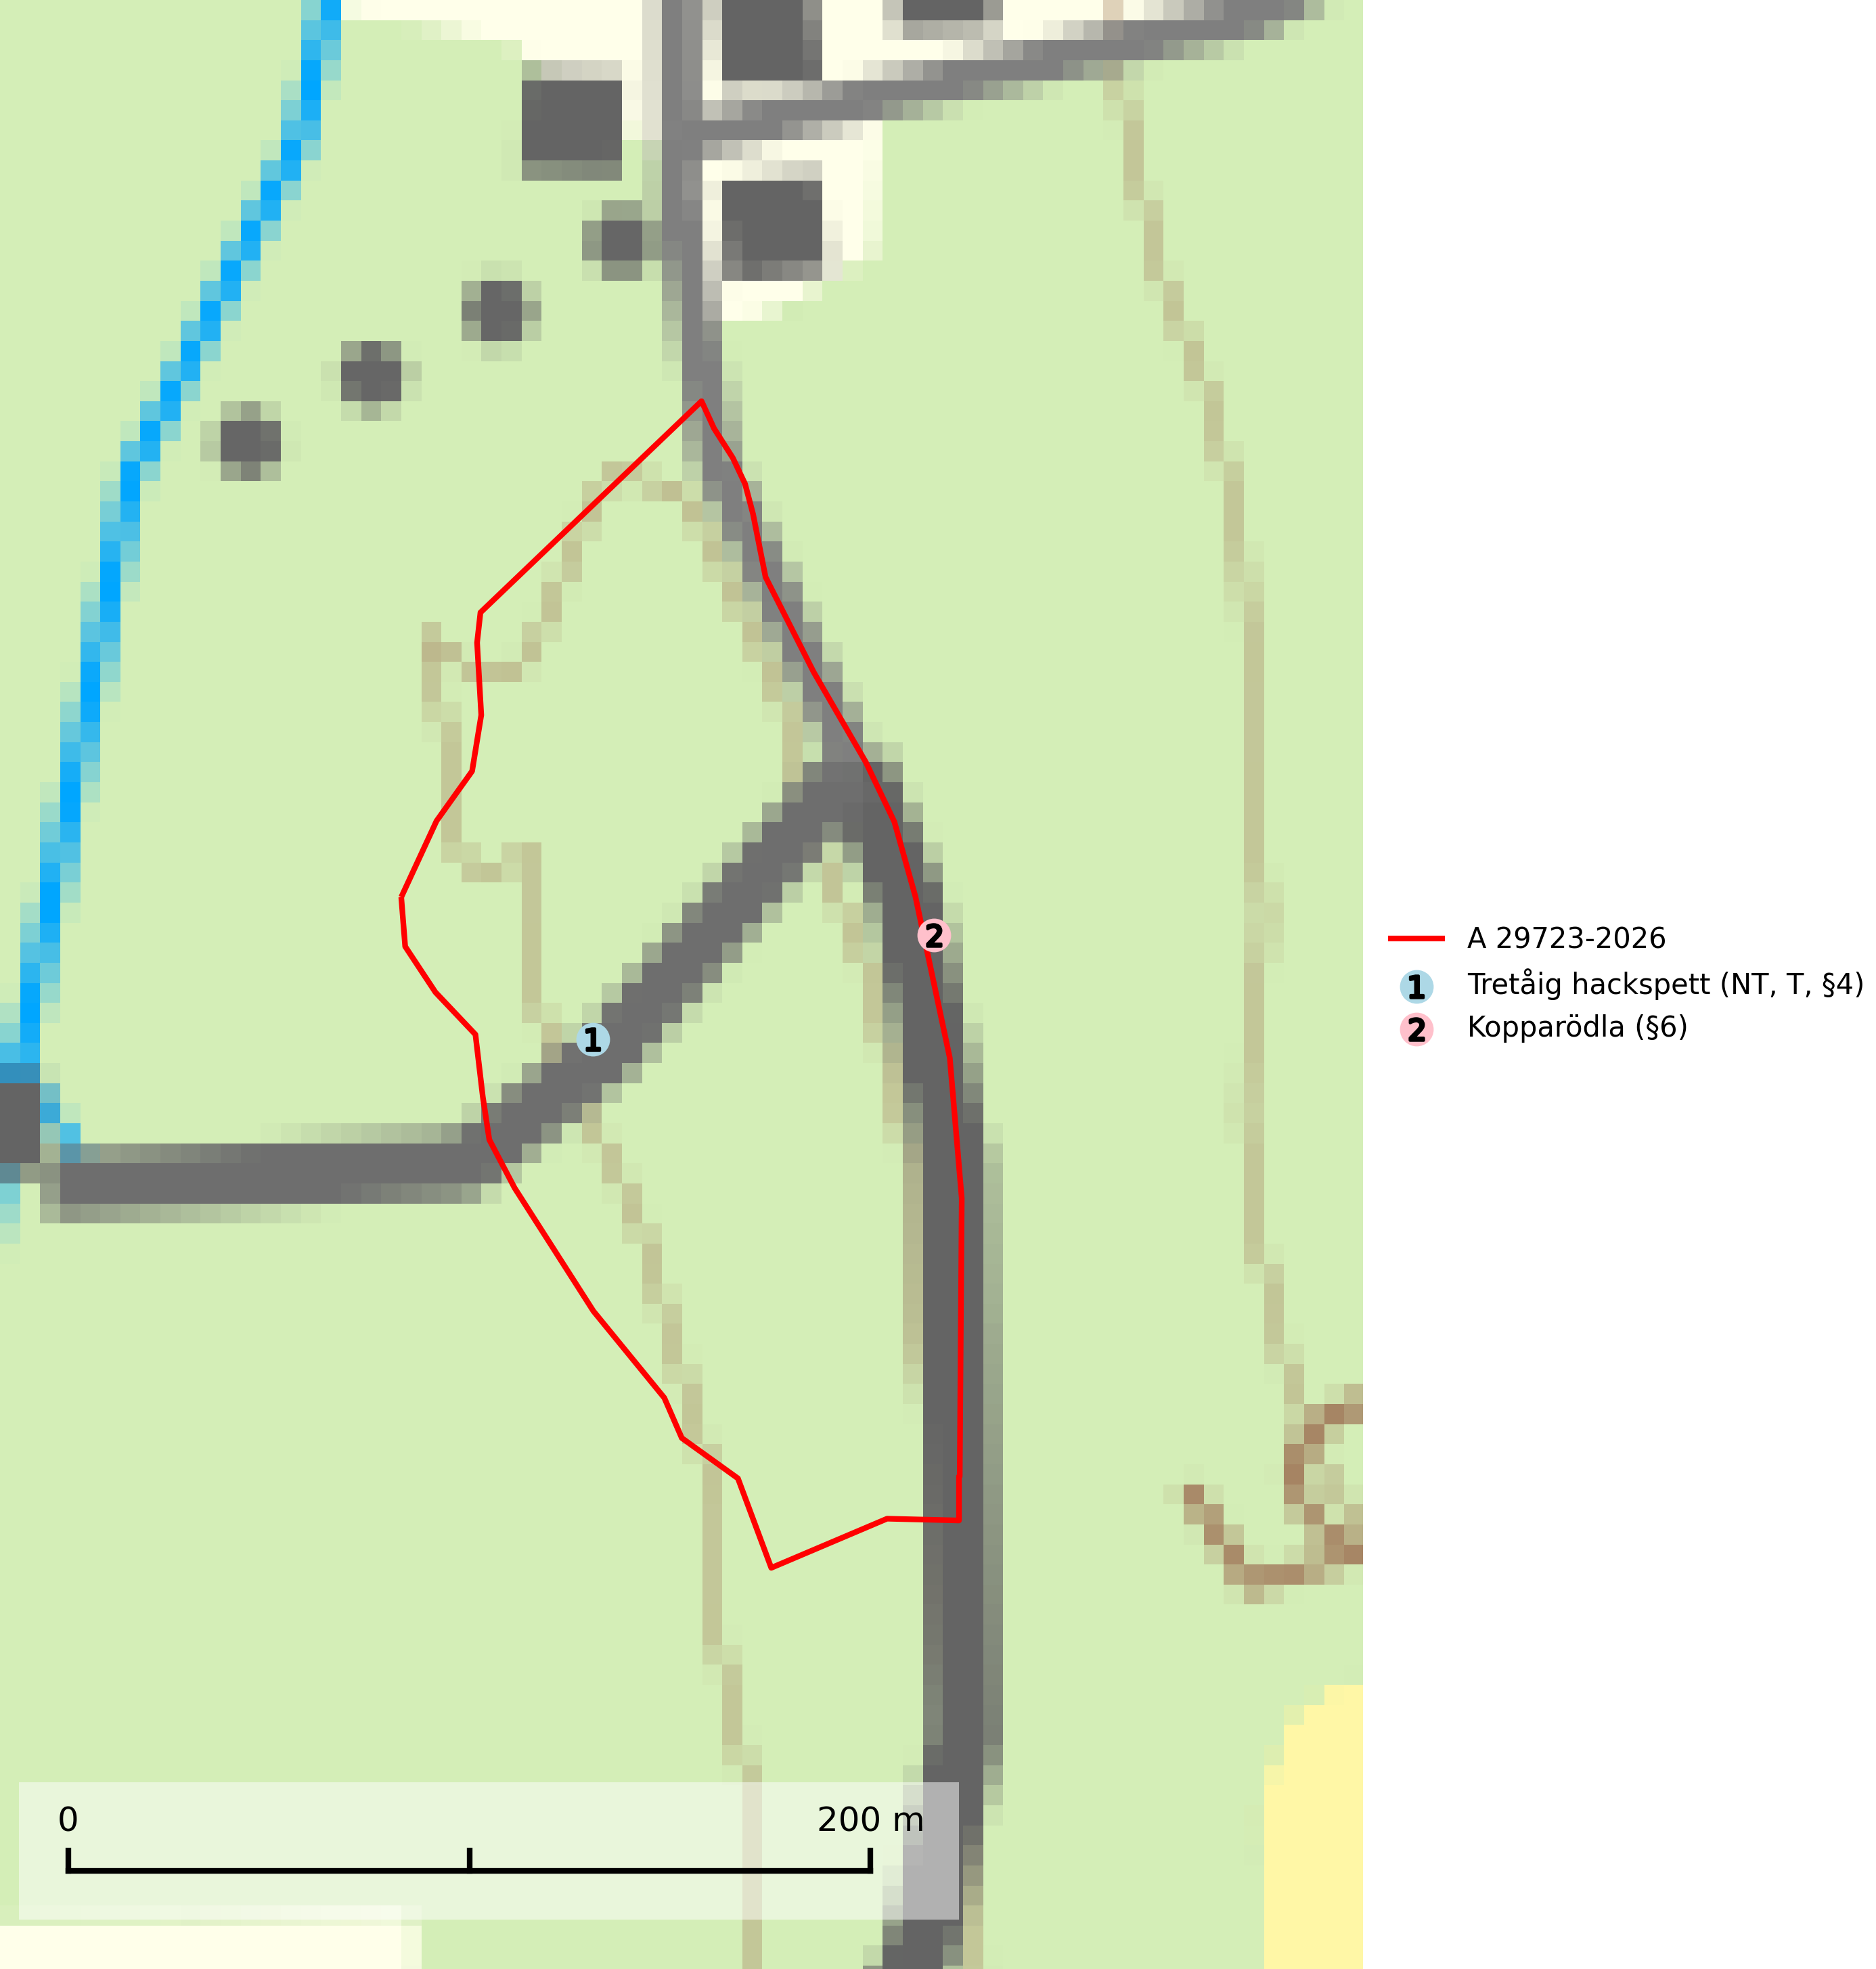 2
1
A 29723-2026
1 Tretåig hackspett (NT, T, §4)
2 Kopparödla (§6)
0 200 m